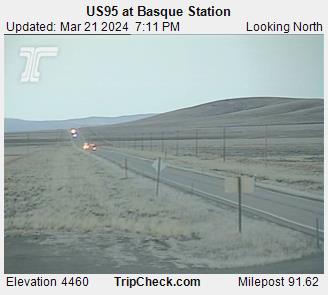 US95 at Basque Station
Updated: Mar 21 2024 7:11 PM Looking North
Elevation 4460 TripCheck.com Milepost 91.62